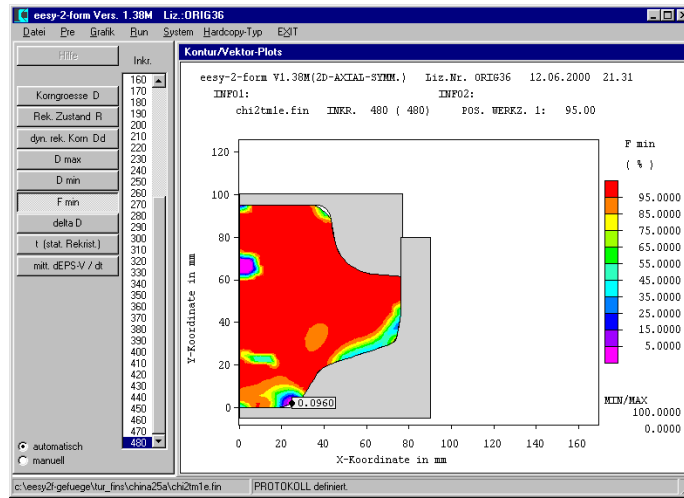 eesy-2-form Vers. 1.38M Liz.:ORIG36
Datei Pre Grafik Run System Hardcopy-Typ EXIT
Hilfe
Korngroesse D
Rek. Zustand R
dyn. rek. Korn Dd
D max
D min
F min
delta D
t (stat. Rekrist.)
mitt. dEPS-V / dt
automatisch
manuell
Inkr.
160
170
180
190
200
210
220
230
240
250
260
270
280
290
300
310
320
330
340
350
360
370
380
390
400
410
420
430
440
450
460
470
480
Kontur/Vektor-Plots
eesy-2-form V1.38M(2D-AXIAL-SYMM.) Liz.Nr. ORIG36 12.06.2000 21.31
INFO1: INFO2:
chi2tm1e.fin INKR. 480 ( 480) POS. WERKZ. 1: 95.00
Y-Koordinate in mm
120
100
80
60
40
20
0
0.0960
0 20 40 60 80 100 120 140 160
X-Koordinate in mm
F min
( % )
95.0000
85.0000
75.0000
65.0000
55.0000
45.0000
35.0000
25.0000
15.0000
5.0000
MIN/MAX
100.0000
0.0000
c:\eesy2f-gefuege\tur_fins\china25a\chi2tm1e.fin PROTOKOLL definiert.